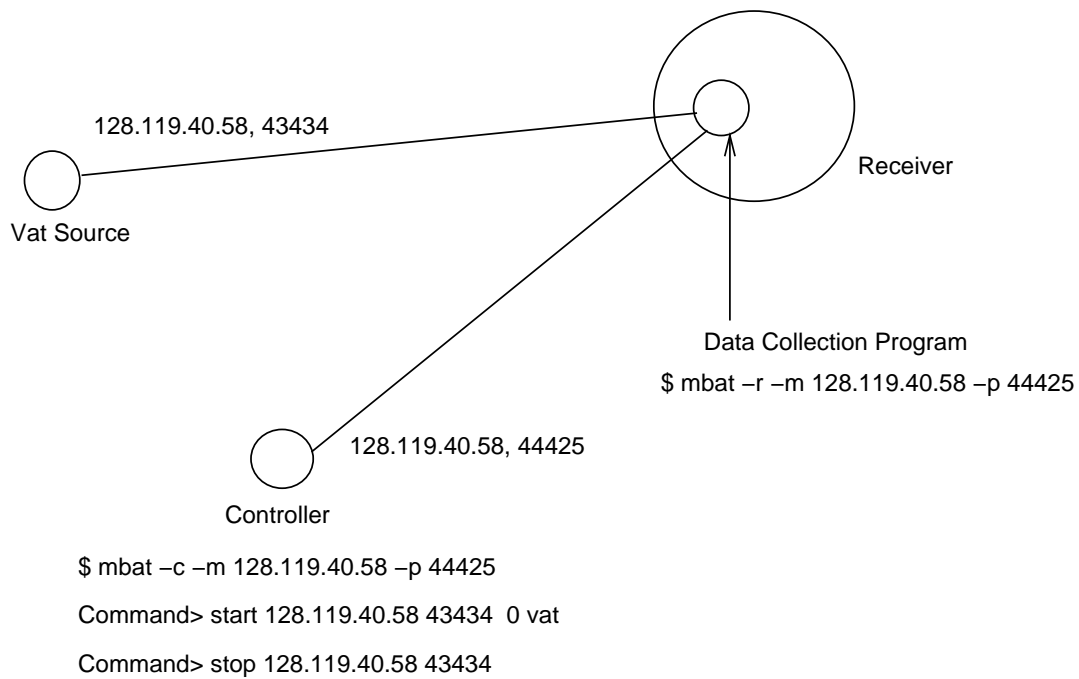 128.119.40.58, 43434
Receiver
Vat Source
Data Collection Program
$ mbat −r −m 128.119.40.58 −p 44425
128.119.40.58, 44425
Controller
$ mbat −c −m 128.119.40.58 −p 44425
Command> start 128.119.40.58 43434  0 vat
Command> stop 128.119.40.58 43434